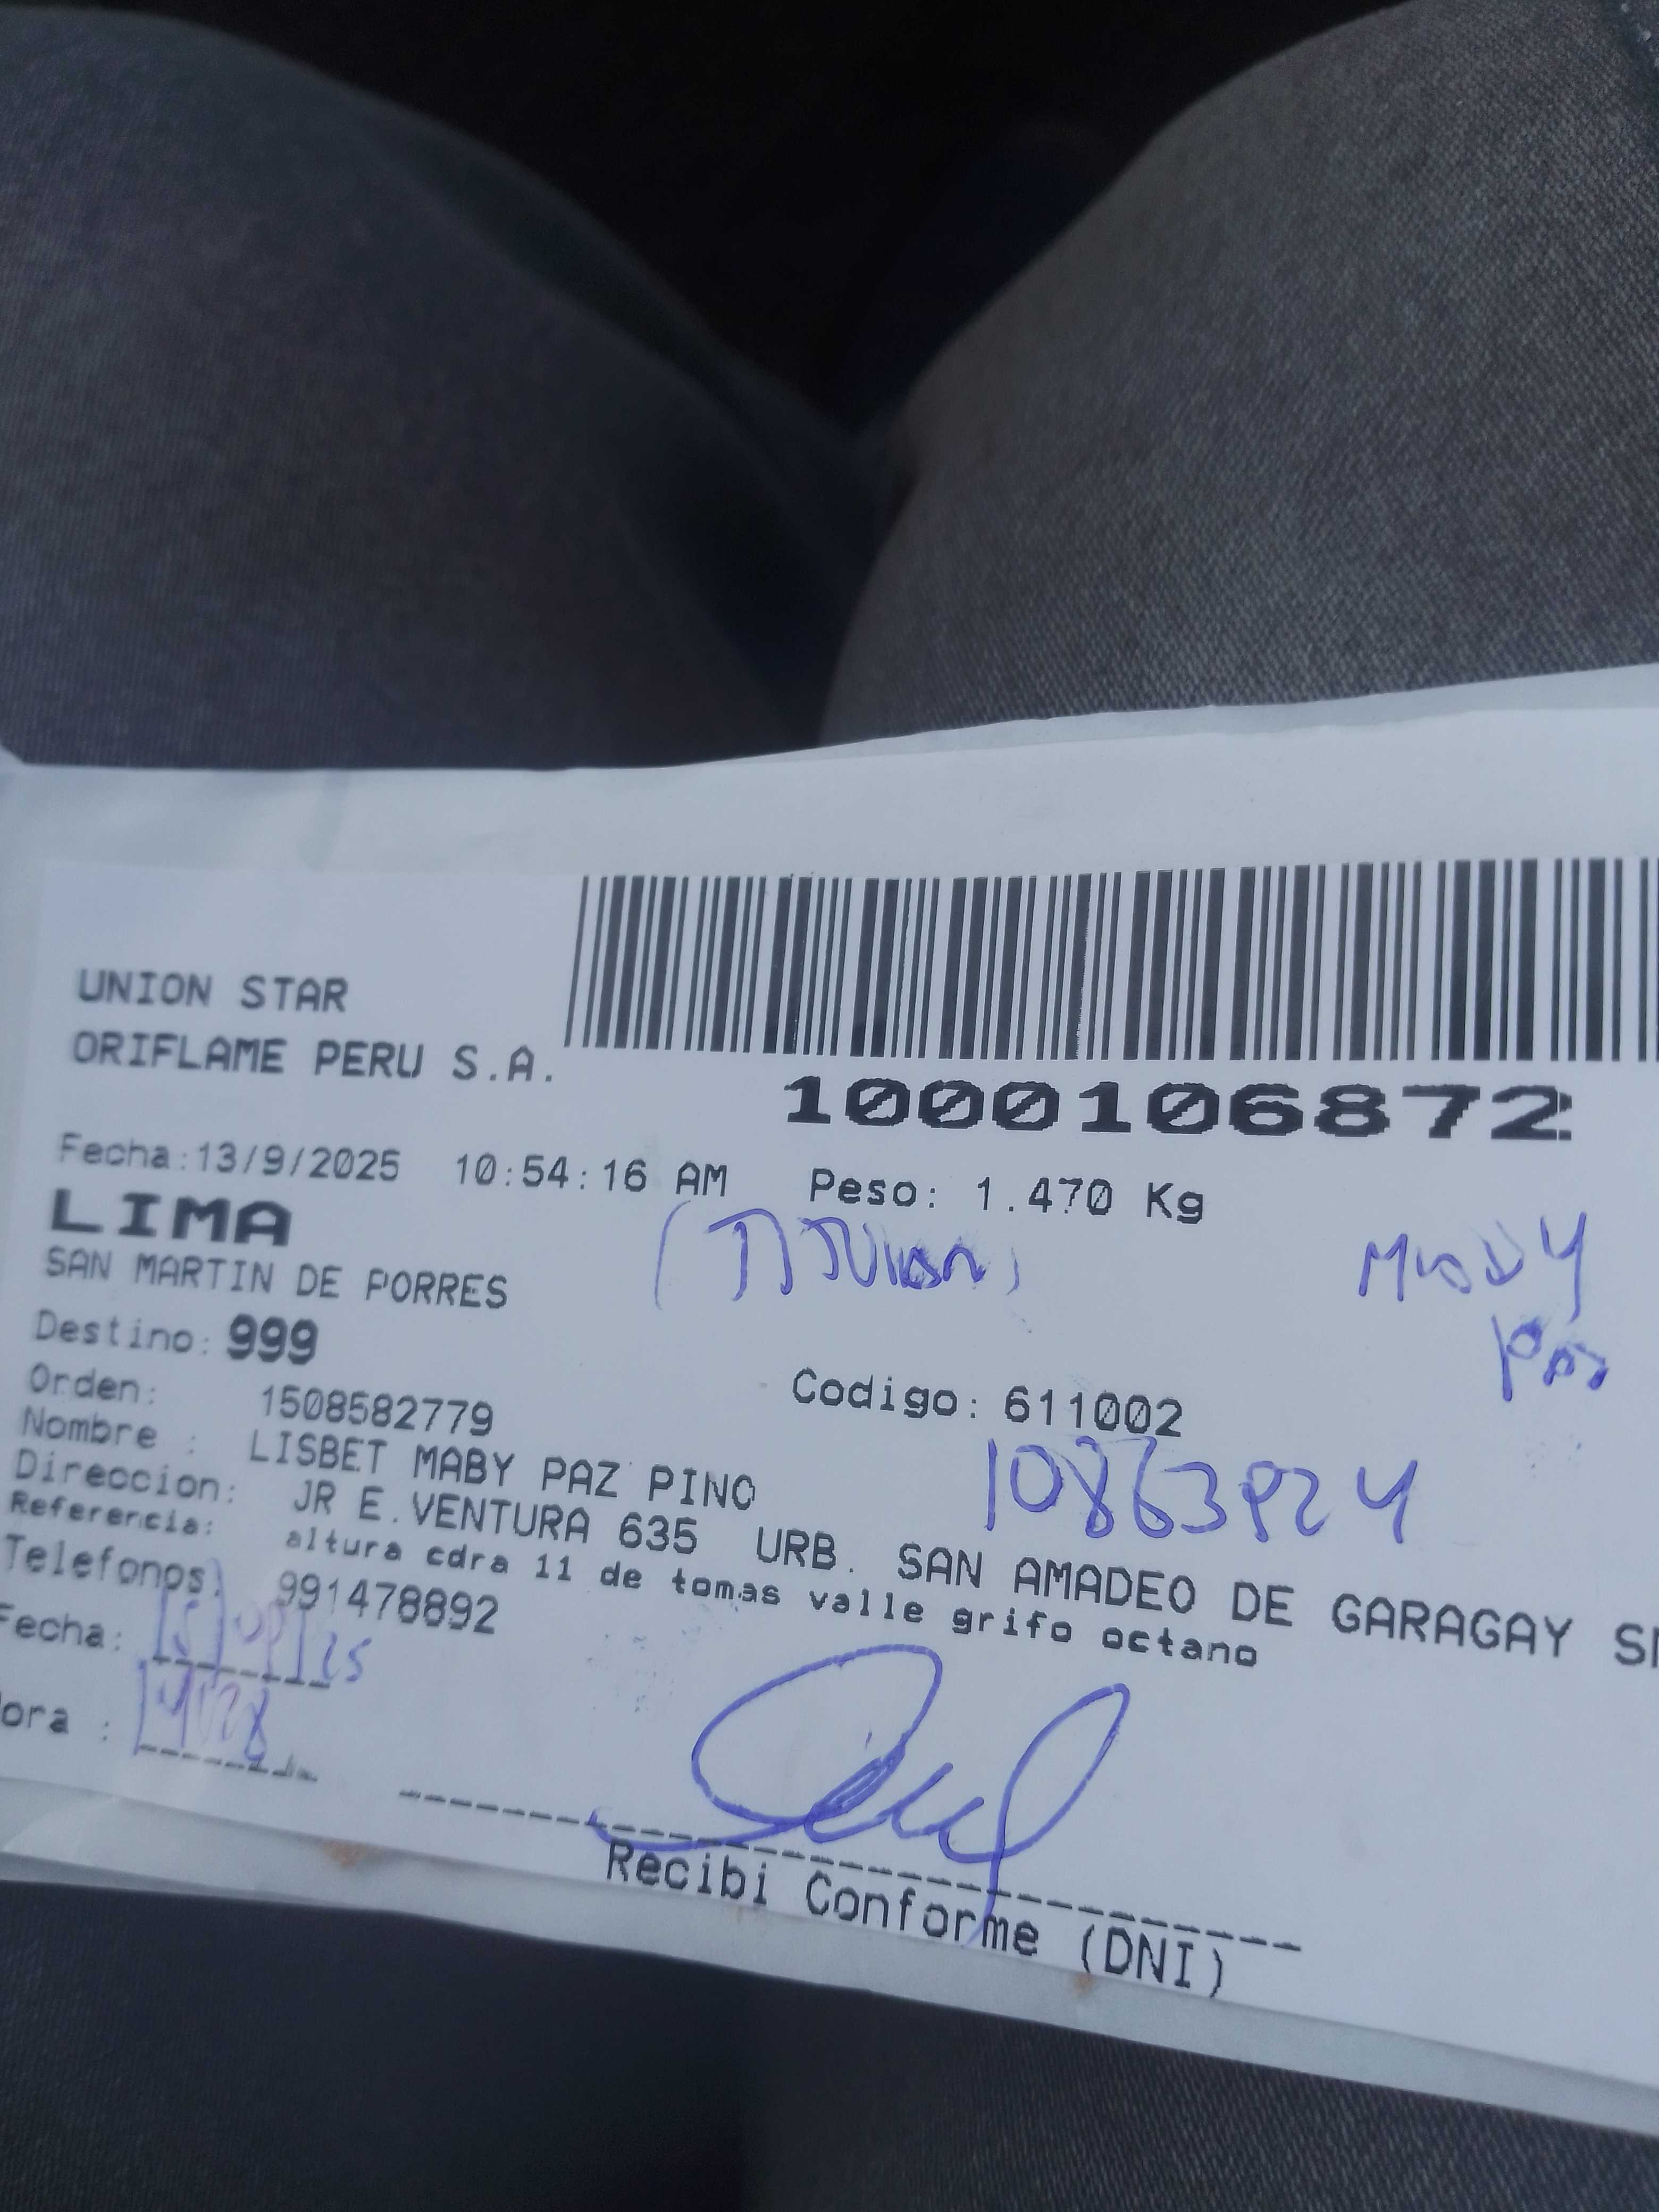 UNION STAR
ORIFLAME PERU S.A.
1000106872
Fecha:13/9/2025 10:54:16 AM Peso: 1.470 Kg
LIMA
SAN MARTIN DE PORRES
Destino: 999
Orden: 1508582779 Codigo: 611002
Nombre : LISBET MABY PAZ PINO
Direccion: JR E.VENTURA 635 URB. SAN AMADEO DE GARAGAY
Referencia: altura cdra 11 de tomas valle grifo octano
Telefonos: 991478892
Fecha:
ora :
Recibi Conforme (DNI)